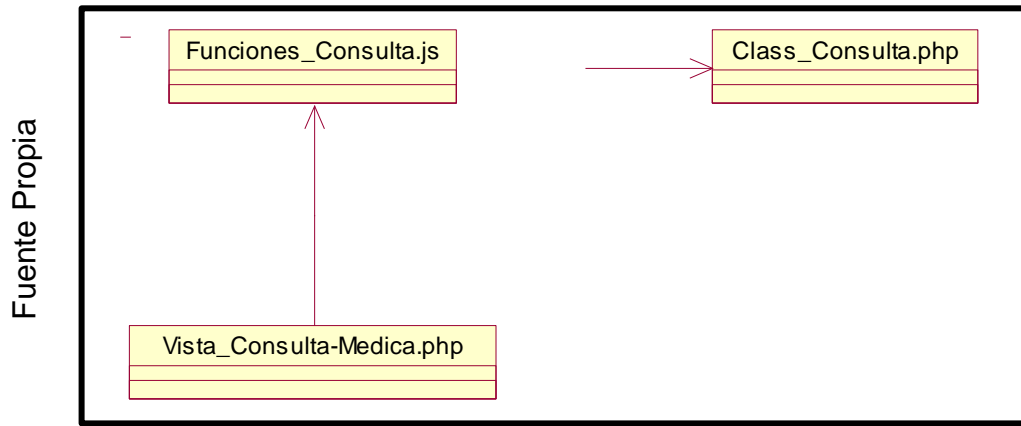 Funciones_Consulta.js
Class_Consulta.php
Vista_Consulta-Medica.php
Fuente Propia